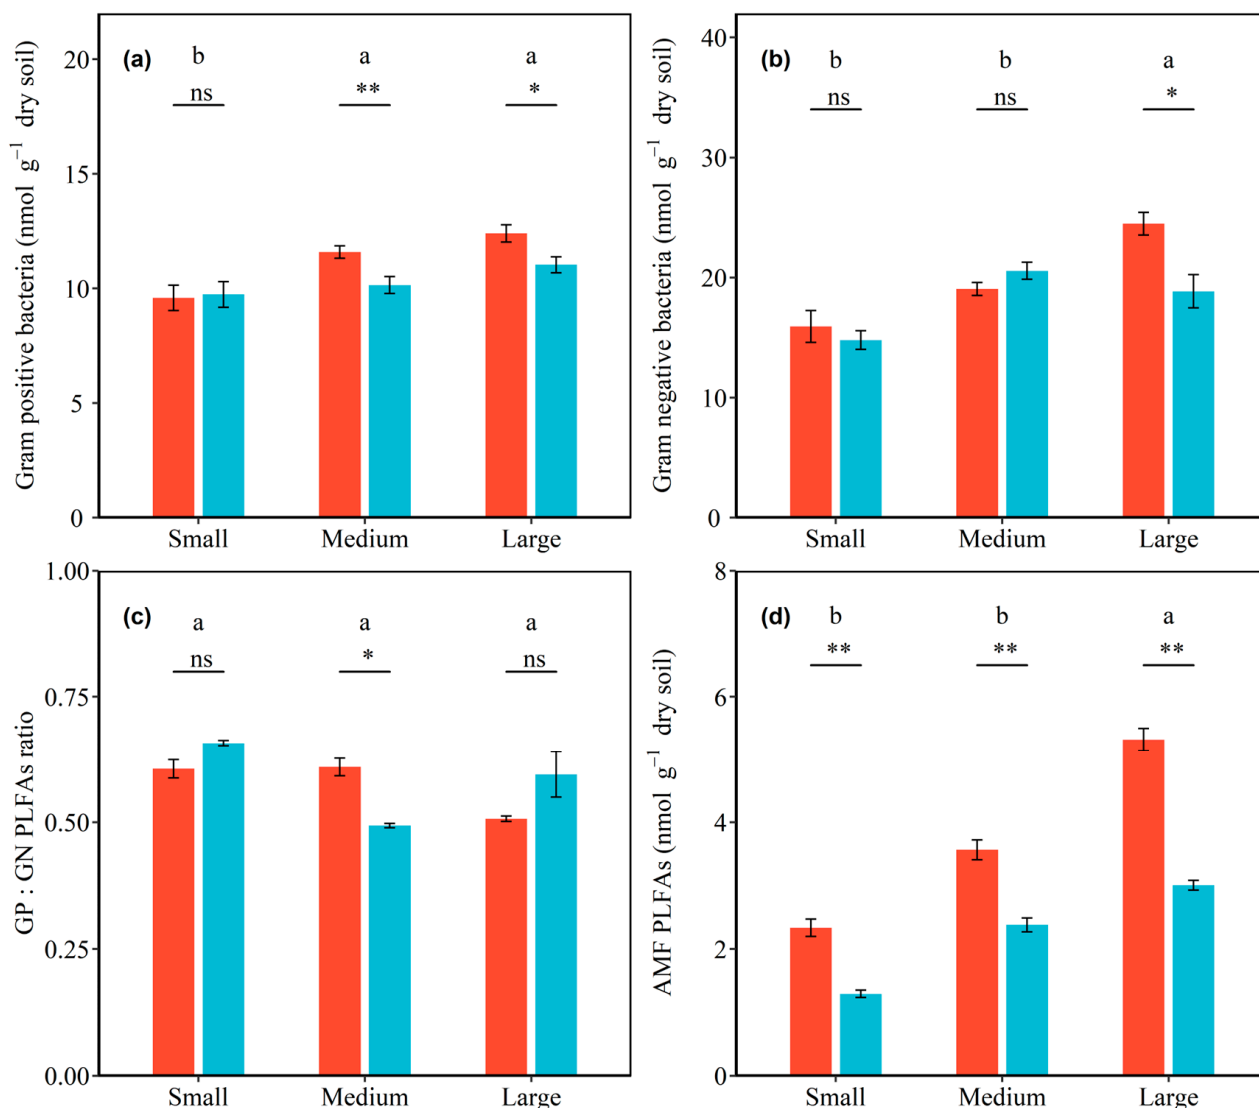 (a)
b a a
ns ** *
Gram positive bacteria (nmol g⁻¹ dry soil)
20
15
10
5
0
Small Medium Large
(b)
b b a
ns ns *
Gram negative bacteria (nmol g⁻¹ dry soil)
40
30
20
10
0
Small Medium Large
(c)
a a a
ns * ns
GP : GN PLFAs ratio
1.00
0.75
0.50
0.25
0.00
Small Medium Large
(d)
b b a
** ** **
AMF PLFAs (nmol g⁻¹ dry soil)
8
6
4
2
0
Small Medium Large